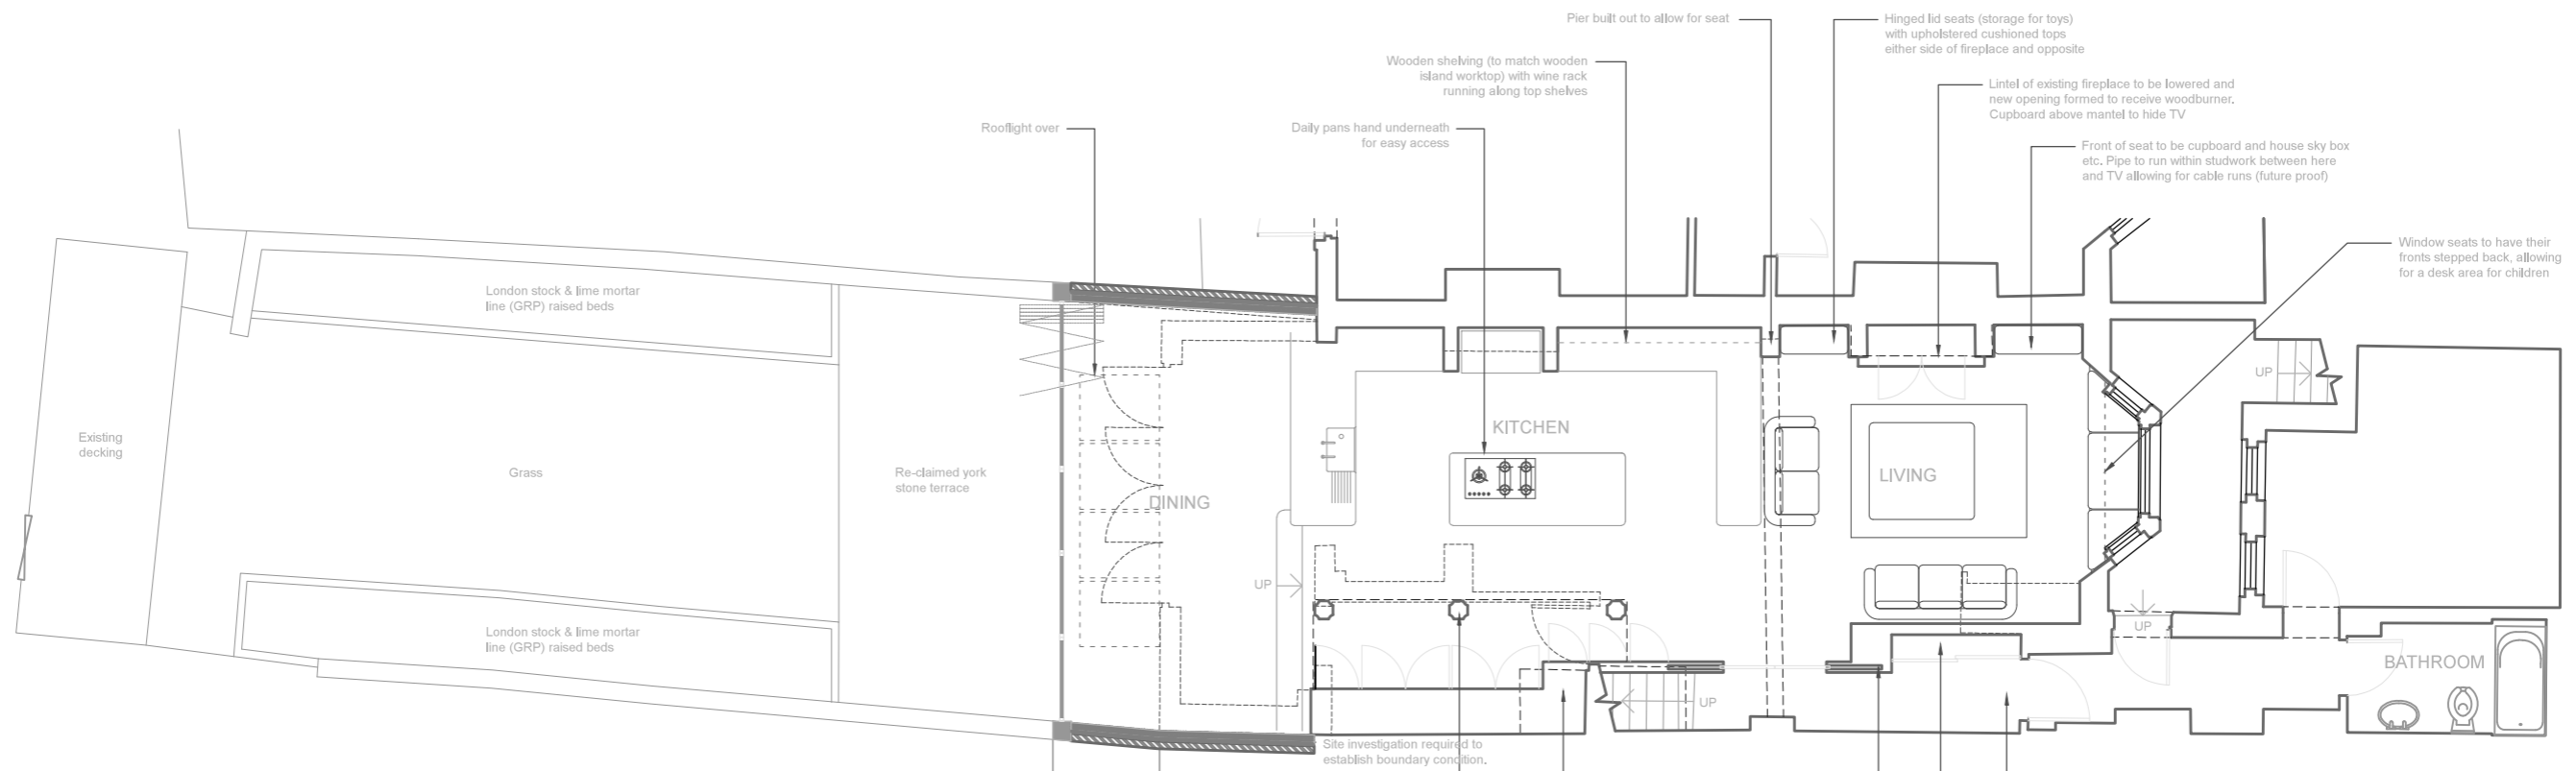 Pier built out to allow for seat
Hinged lid seats (storage for toys)
with upholstered cushioned tops
either side of fireplace and opposite
Wooden shelving (to match wooden
island worktop) with wine rack
running along top shelves
Lintel of existing fireplace to be lowered and
new opening formed to receive woodburner.
Cupboard above mantel to hide TV
Rooflight over
Daily pans hand underneath
for easy access
Front of seat to be cupboard and house sky box
etc. Pipe to run within studwork between here
and TV allowing for cable runs (future proof)
Window seats to have their
fronts stepped back, allowing
for a desk area for children
London stock & lime mortar
line (GRP) raised beds
UP
Existing
decking
Grass
Re-claimed york
stone terrace
DINING
KITCHEN
LIVING
UP
UP
London stock & lime mortar
line (GRP) raised beds
BATHROOM
UP
Site investigation required to
establish boundary condition.